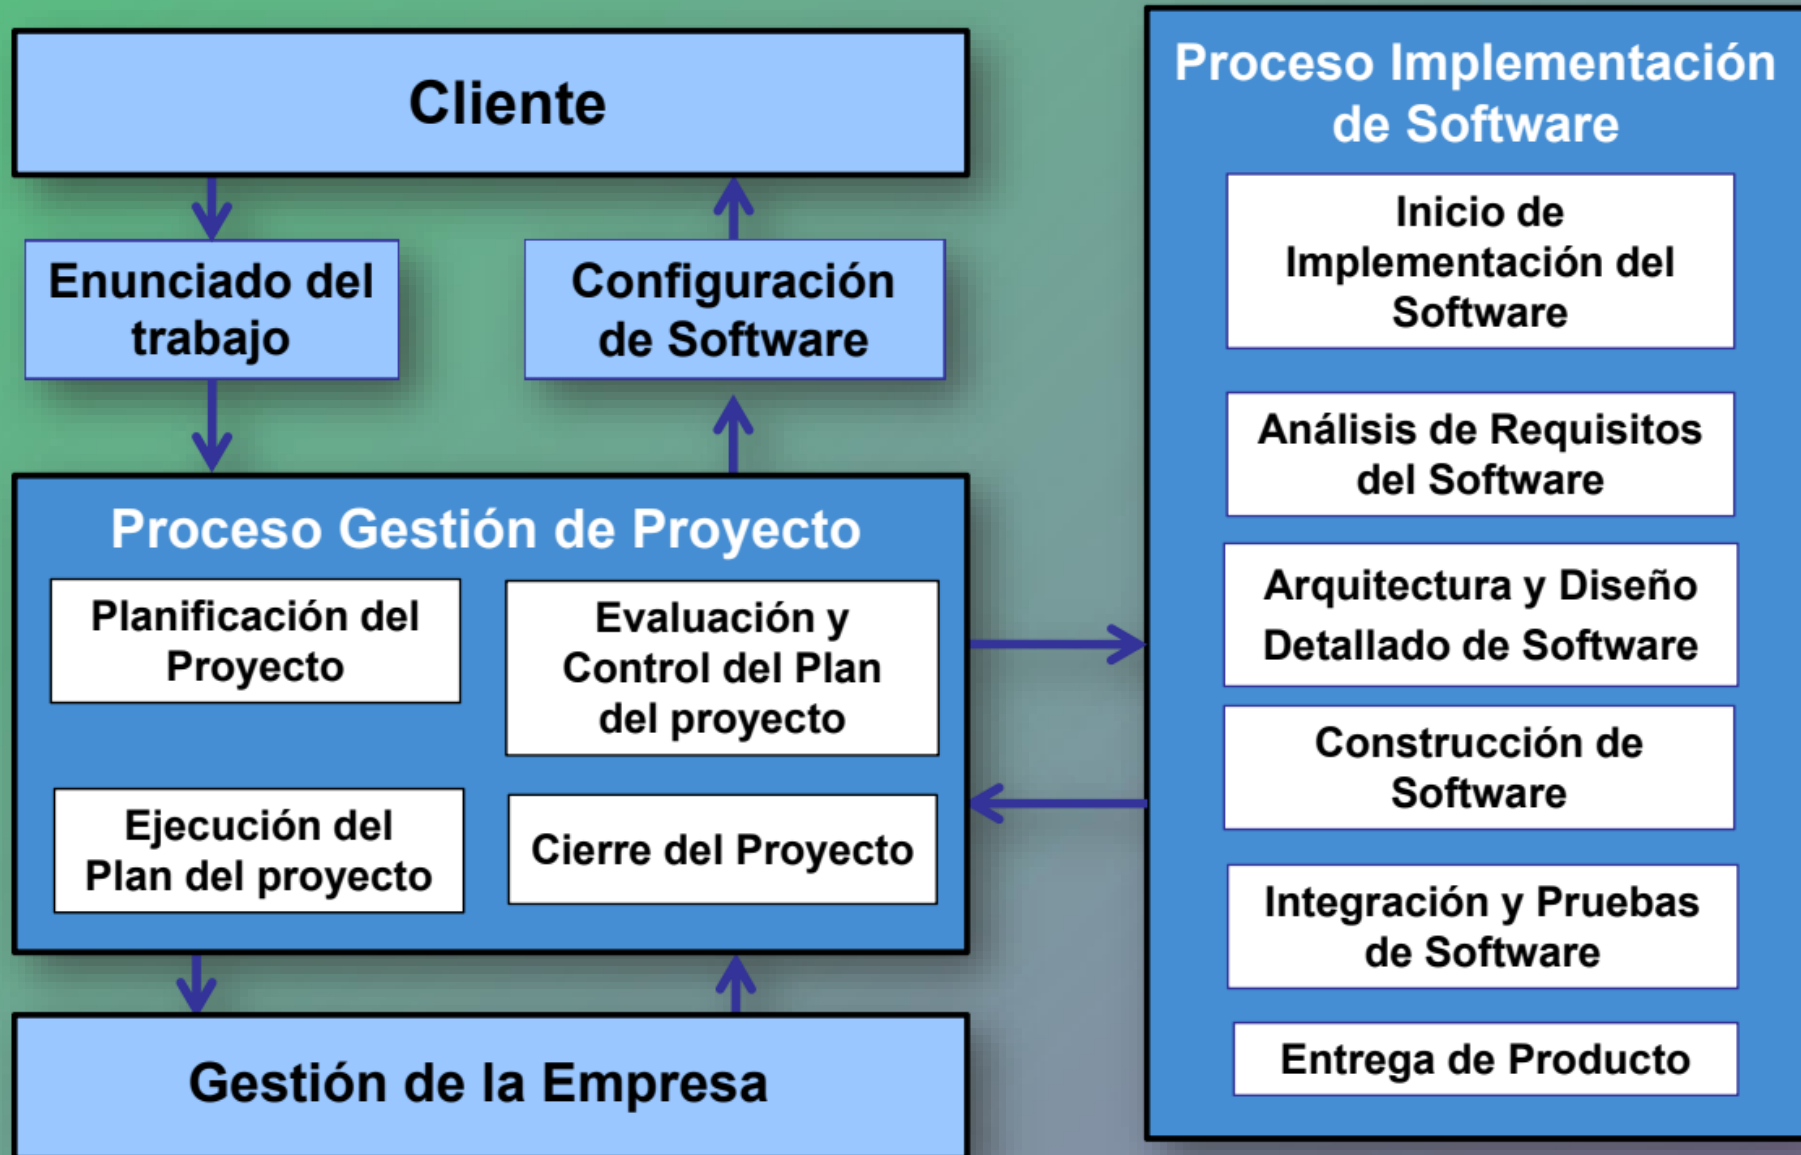 Cliente
Enunciado del
trabajo
Configuración
de Software
Proceso Gestión de Proyecto
Planificación del
Proyecto
Evaluación y
Control del Plan
del proyecto
Ejecución del
Plan del proyecto
Cierre del Proyecto
Gestión de la Empresa
Proceso Implementación
de Software
Inicio de
Implementación del
Software
Análisis de Requisitos
del Software
Arquitectura y Diseño
Detallado de Software
Construcción de
Software
Integración y Pruebas
de Software
Entrega de Producto